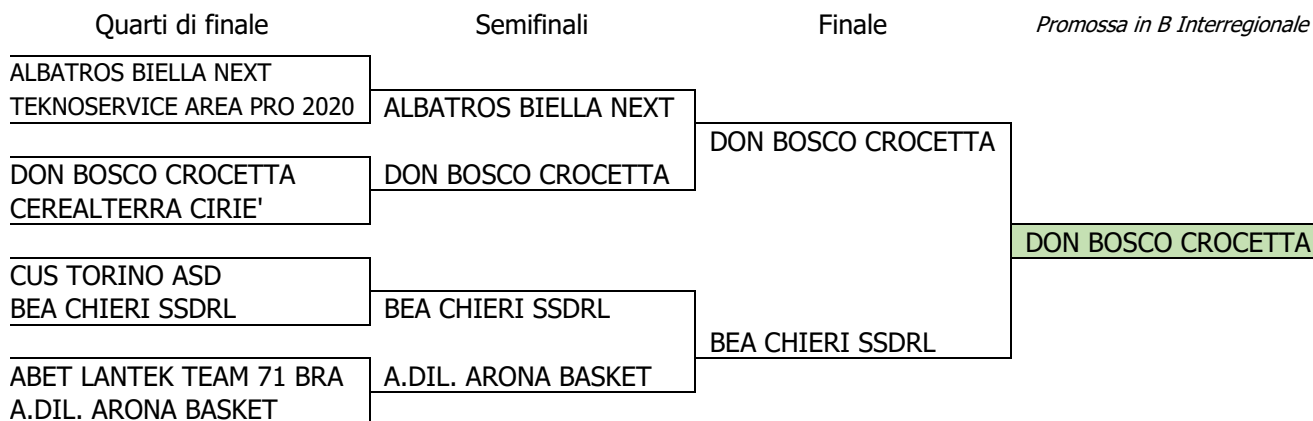 Quarti di finale Semifinali Finale Promossa in B Interregionale
ALBATROS BIELLA NEXT
TEKNOSERVICE AREA PRO 2020 ALBATROS BIELLA NEXT
DON BOSCO CROCETTA
DON BOSCO CROCETTA DON BOSCO CROCETTA
CEREALTERRA CIRIE'
DON BOSCO CROCETTA
CUS TORINO ASD
BEA CHIERI SSDRL BEA CHIERI SSDRL
BEA CHIERI SSDRL
ABET LANTEK TEAM 71 BRA A.DIL. ARONA BASKET
A.DIL. ARONA BASKET